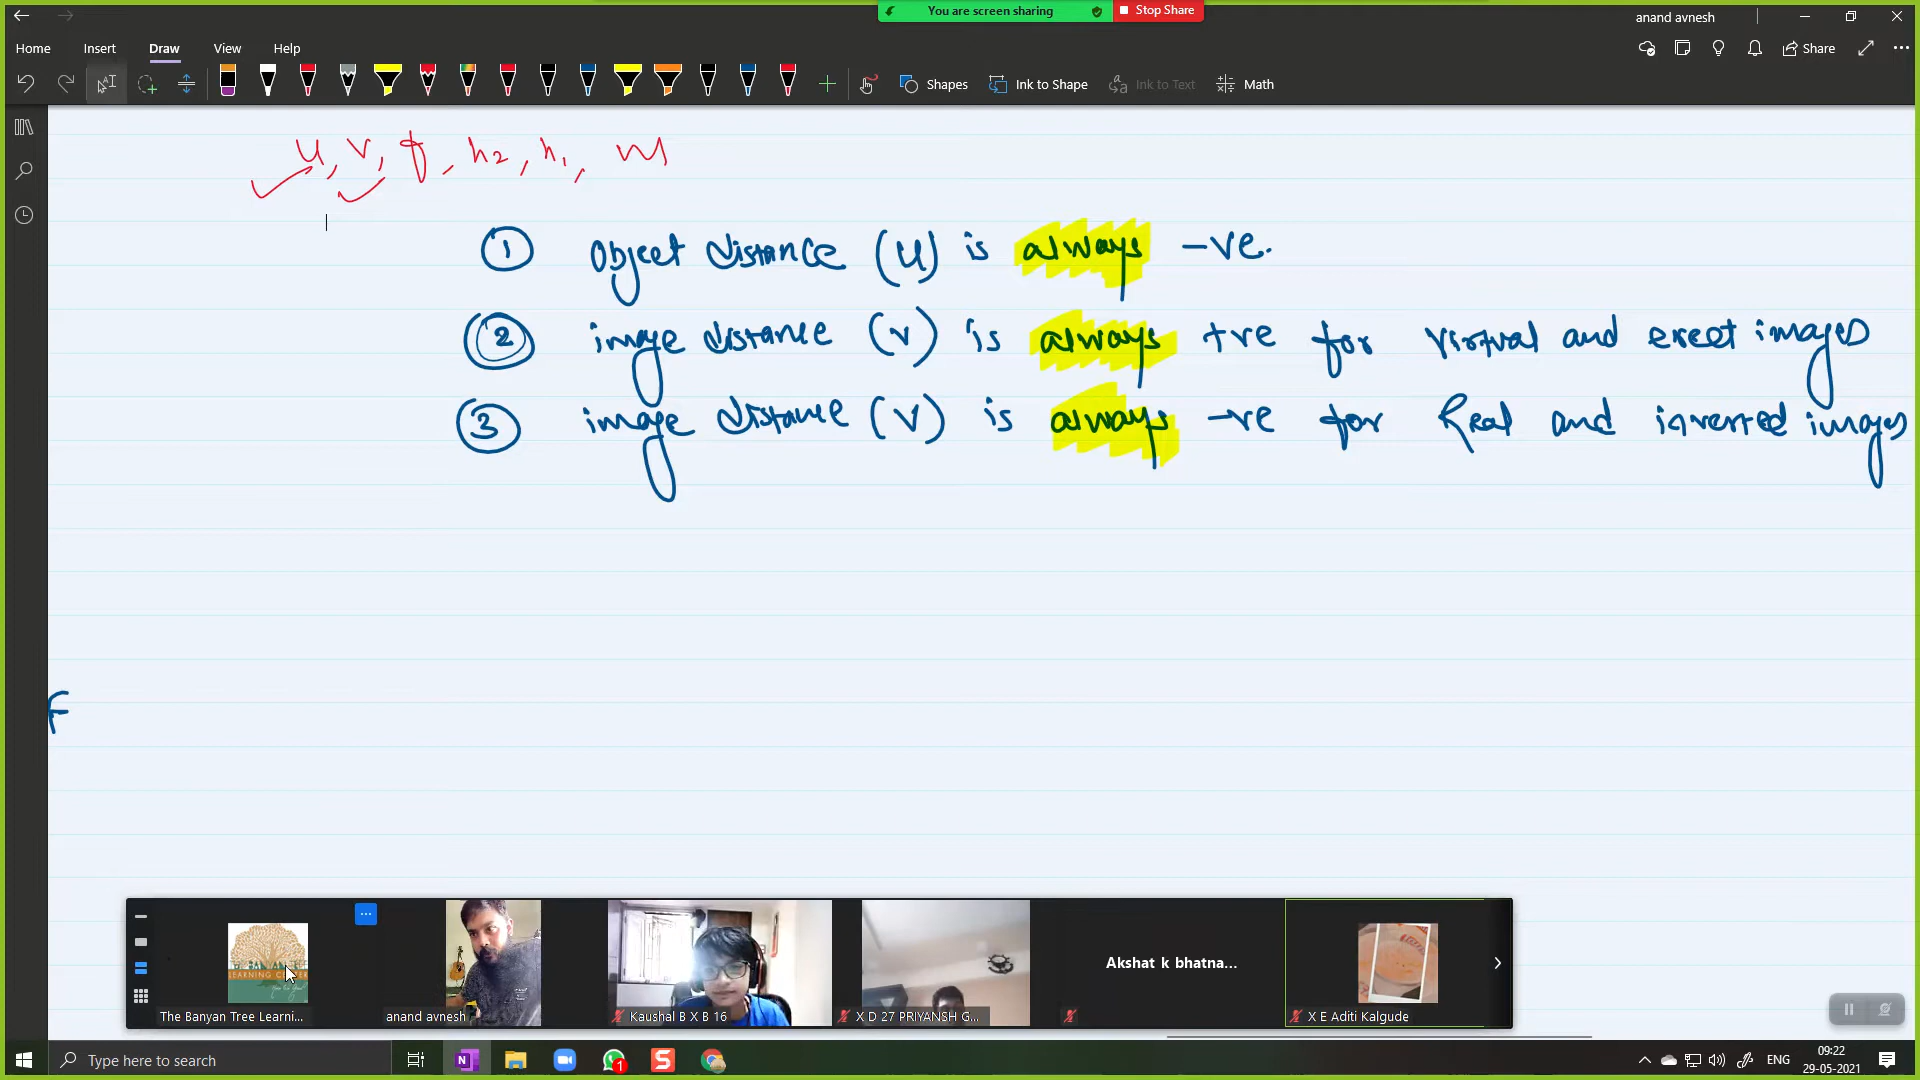 You are screen sharing
Stop Share
anand avnesh
Home Insert Draw View Help
Share
Shapes Ink to Shape Ink to Text Math
u, v, f, h2, h1, m
① Object distance (u) is always -ve.
② image distance (v) is always +ve for virtual and erect images
③ image distance (v) is always -ve for Real and inverted images
F
LEARNING CENTER
Akshat k bhatna...
The Banyan Tree Learni...
anand avnesh
Kaushal B X B 16
X D 27 PRIYANSH G...
X E Aditi Kalgude
Type here to search
N
1
S
ENG
09:22
29-05-2021